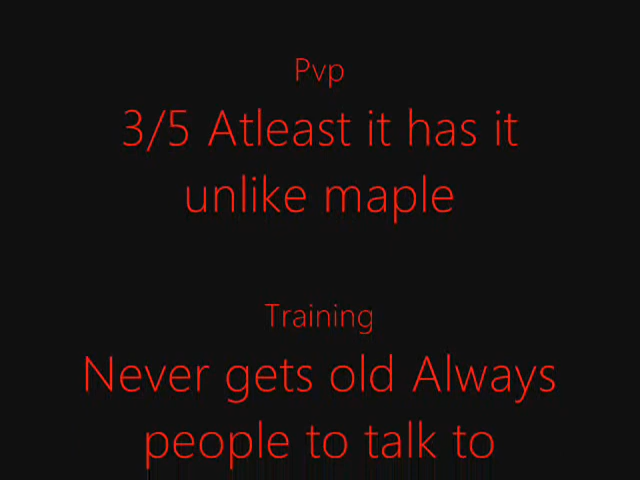 Pvp
3/5 Atleast it has it
unlike maple
Training
Never gets old Always
people to talk to